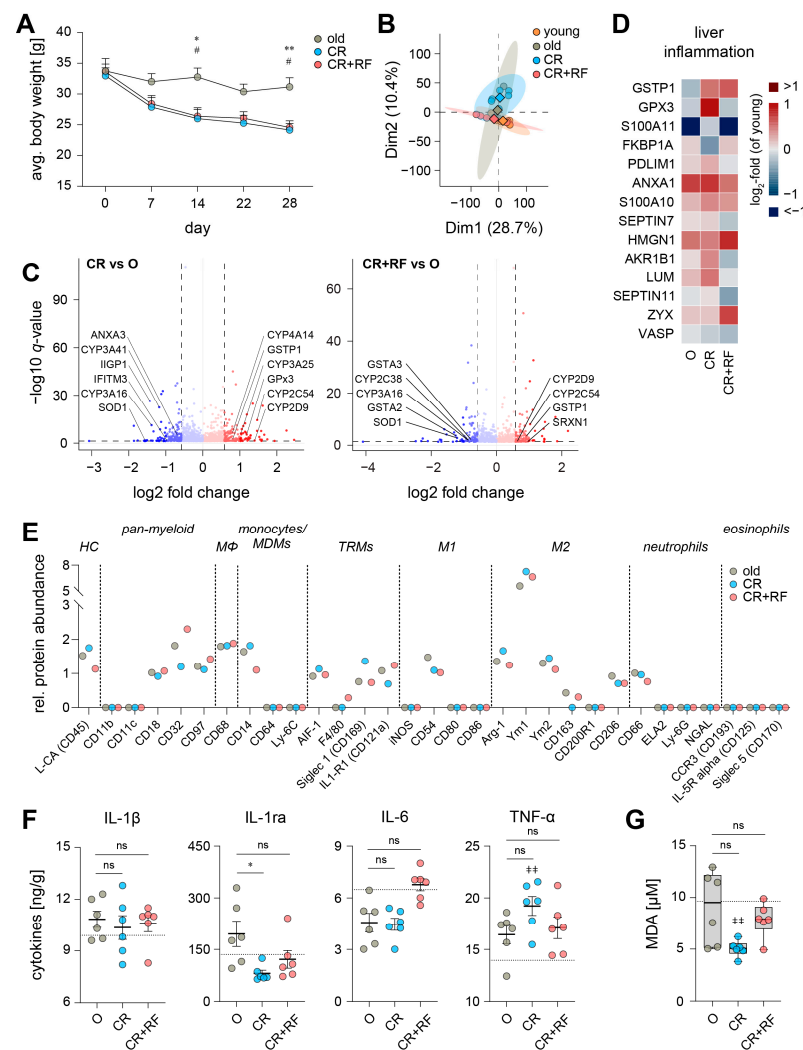 A
avg. body weight [g]
40
35
30
25
20
15
0
7
14
22
28
day
*
#
**
#
old
CR
CR+RF
B
young
old
CR
CR+RF
Dim2 (10.4%)
100
50
0
−50
−100
−100
0
100
Dim1 (28.7%)
D
liver
inflammation
GSTP1
GPX3
S100A11
FKBP1A
PDLIM1
ANXA1
S100A10
SEPTIN7
HMGN1
AKR1B1
LUM
SEPTIN11
ZYX
VASP
O
CR
CR+RF
>1
1
0
−1
<−1
log2-fold (of young)
C
CR vs O
−log10 q-value
90
60
30
0
ANXA3
CYP3A41
IIGP1
IFITM3
CYP3A16
SOD1
CYP4A14
GSTP1
CYP3A25
GPx3
CYP2C54
CYP2D9
−3
−2
−1
0
1
2
log2 fold change
CR+RF vs O
60
40
20
0
GSTA3
CYP2C38
CYP3A16
GSTA2
SOD1
CYP2D9
CYP2C54
GSTP1
SRXN1
−4
−2
0
2
log2 fold change
E
HC
pan-myeloid
MΦ
monocytes/
MDMs
TRMs
M1
M2
neutrophils
eosinophils
old
CR
CR+RF
rel. protein abundance
8
5
3
2
1
0
L-CA (CD45)
CD11b
CD11c
CD18
CD32
CD97
CD68
CD14
CD64
Ly-6C
AIF-1
F4/80
Siglec 1 (CD169)
IL1-R1 (CD121a)
iNOS
CD54
CD80
CD86
Arg-1
Ym1
Ym2
CD163
CD200R1
CD206
CD66
ELA2
Ly-6G
NGAL
CCR3 (CD193)
IL-5R alpha (CD125)
Siglec 5 (CD170)
F
cytokines [ng/g]
IL-1β
15
12
9
6
ns
ns
O
CR
CR+RF
IL-1ra
450
300
150
0
ns
*
O
CR
CR+RF
IL-6
9
6
3
0
ns
ns
O
CR
CR+RF
TNF-α
25
20
15
10
ns
ns
‡‡
O
CR
CR+RF
G
MDA [µM]
15
10
5
0
ns
ns
‡‡
O
CR
CR+RF